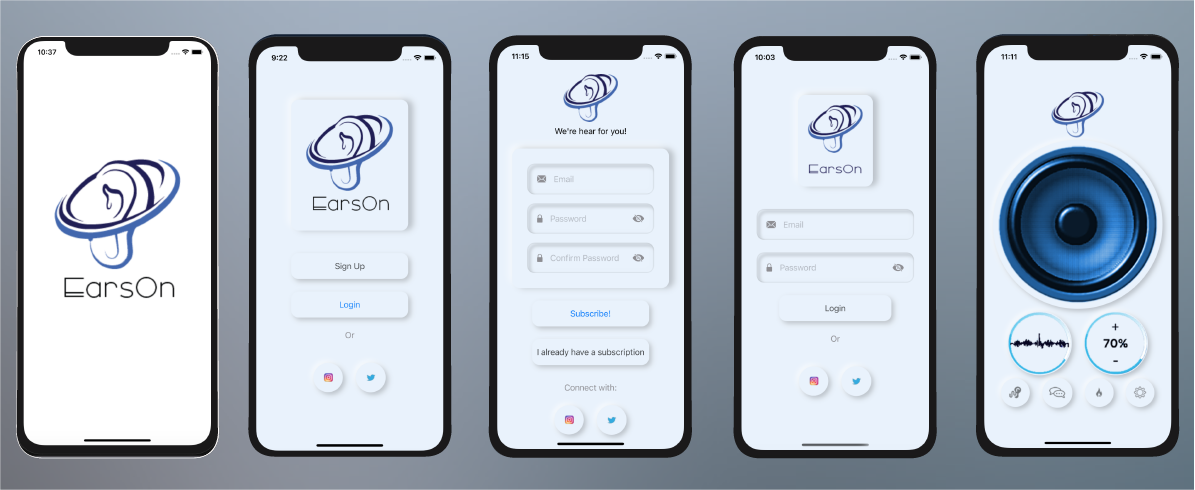 10:37
EarsOn
9:22
EarsOn
Sign Up
Login
Or
11:15
We're hear for you!
Email
Password
Confirm Password
Subscribe!
I already have a subscription
Connect with:
10:03
EarsOn
Email
Password
Login
Or
11:11
+
70%
-